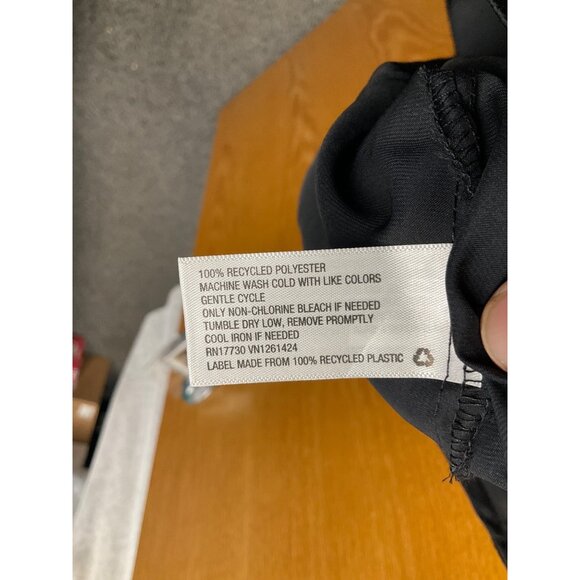 100% RECYCLED POLYESTER
MACHINE WASH COLD WITH LIKE COLORS
GENTLE CYCLE
ONLY NON-CHLORINE BLEACH IF NEEDED
TUMBLE DRY LOW, REMOVE PROMPTLY
COOL IRON IF NEEDED
RN17730 VN1261424
LABEL MADE FROM 100% RECYCLED PLASTIC